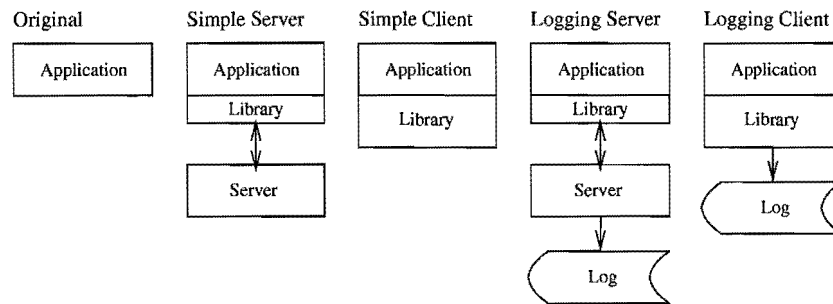 Original
Simple Server
Simple Client
Logging Server
Logging Client
Application
Application
Application
Application
Application
Library
Library
Library
Library
Server
Server
Log
Log